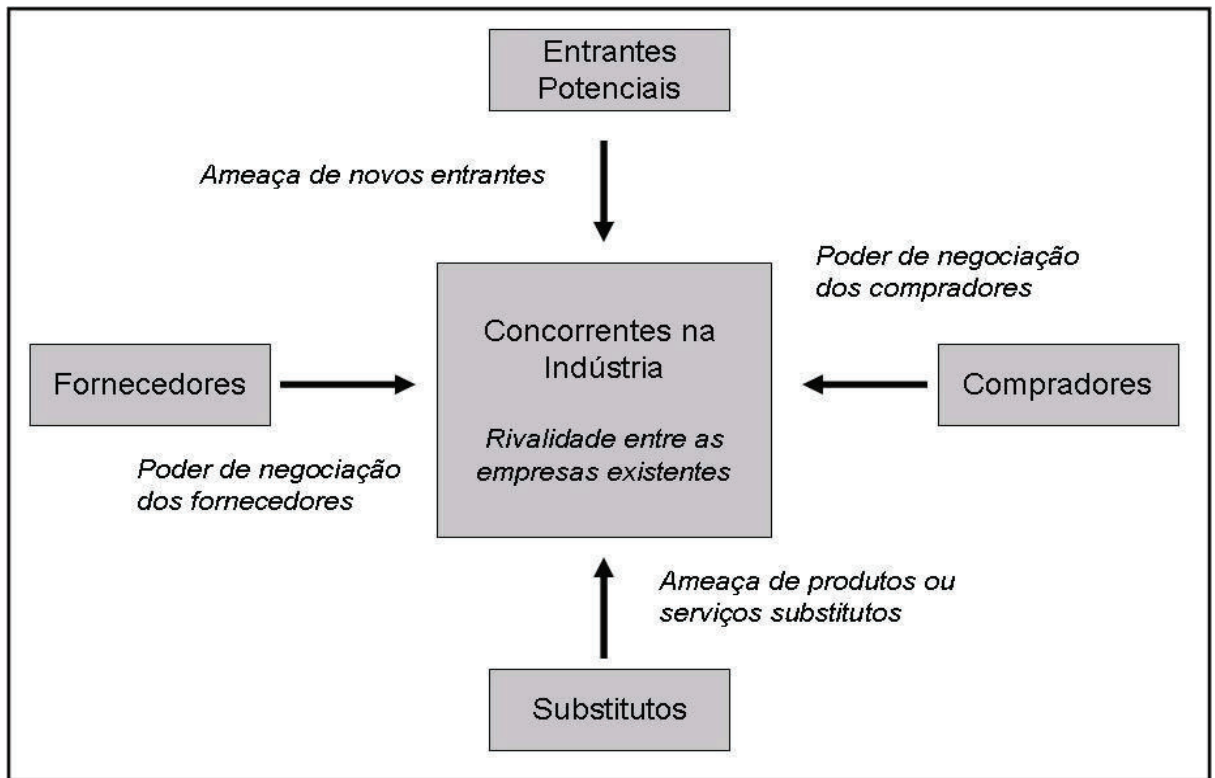 Entrantes
Potenciais
Ameaça de novos entrantes
Poder de negociação
dos compradores
Concorrentes na
Indústria
Fornecedores
Compradores
Rivalidade entre as
empresas existentes
Poder de negociação
dos fornecedores
Ameaça de produtos ou
serviços substitutos
Substitutos